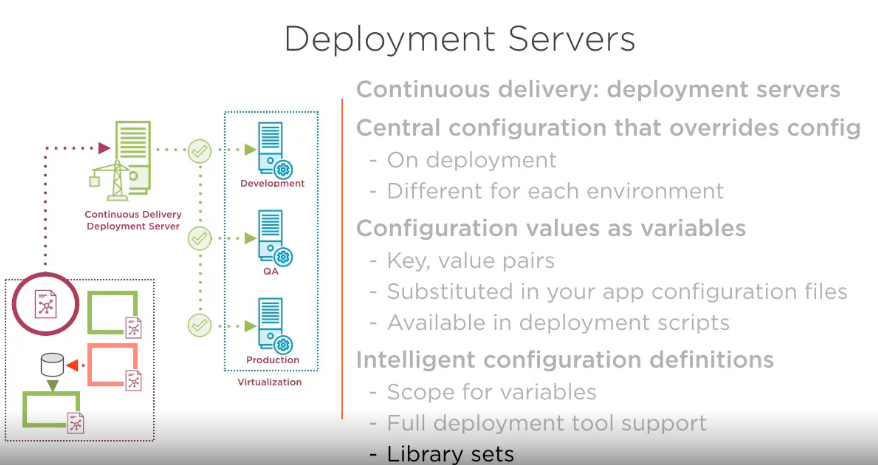 Deployment Servers
Continuous Delivery
Deployment Server
Development
QA
Production
Virtualization
Continuous delivery: deployment servers
Central configuration that overrides config
- On deployment
- Different for each environment
Configuration values as variables
- Key, value pairs
- Substituted in your app configuration files
- Available in deployment scripts
Intelligent configuration definitions
- Scope for variables
- Full deployment tool support
- Library sets